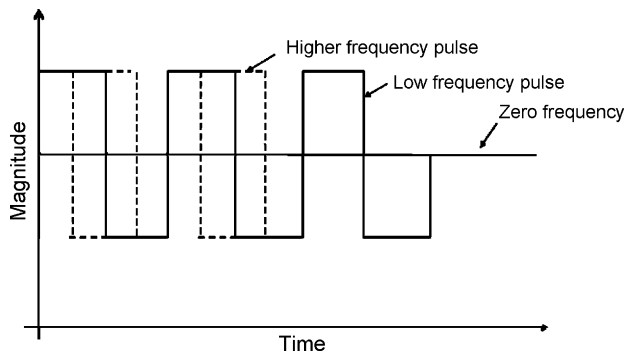 Higher frequency pulse
Low frequency pulse
Zero frequency
Magnitude
Time